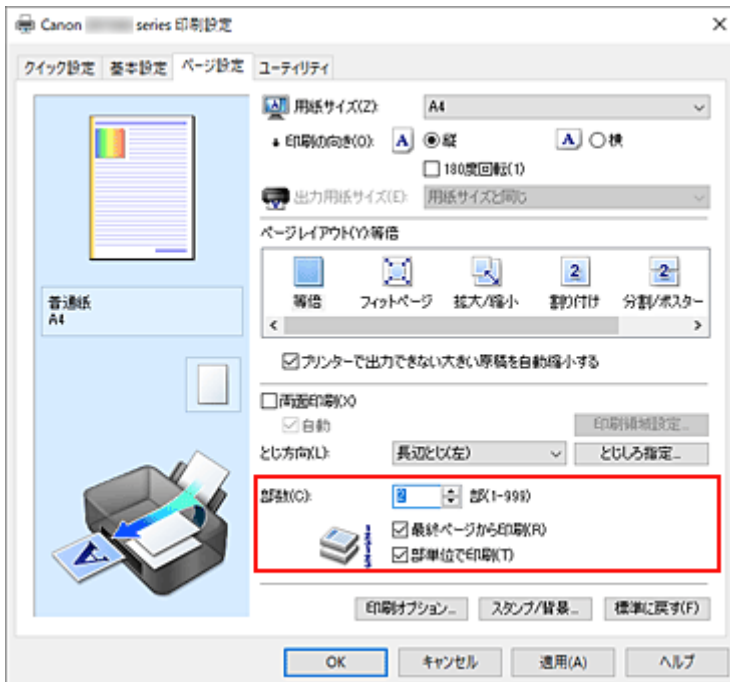 Canon series 印刷設定
クイック設定 基本設定 ページ設定 ユーティリティ
用紙サイズ(Z): A4
印刷の向き(O): A 縦 A 横
180度回転(1)
出力用紙サイズ(E): 用紙サイズと同じ
ページレイアウト(Y):等倍
等倍 フィットページ 拡大/縮小 割り付け 分割/ポスター
普通紙
A4
プリンターで出力できない大きい原稿を自動縮小する
両面印刷(X)
自動 印刷領域設定...
とじ方向(L): 長辺とじ(左) とじしろ指定...
部数(C): 2 部(1-999)
最終ページから印刷(R)
部単位で印刷(T)
印刷オプション... スタンプ/背景... 標準に戻す(F)
OK キャンセル 適用(A) ヘルプ